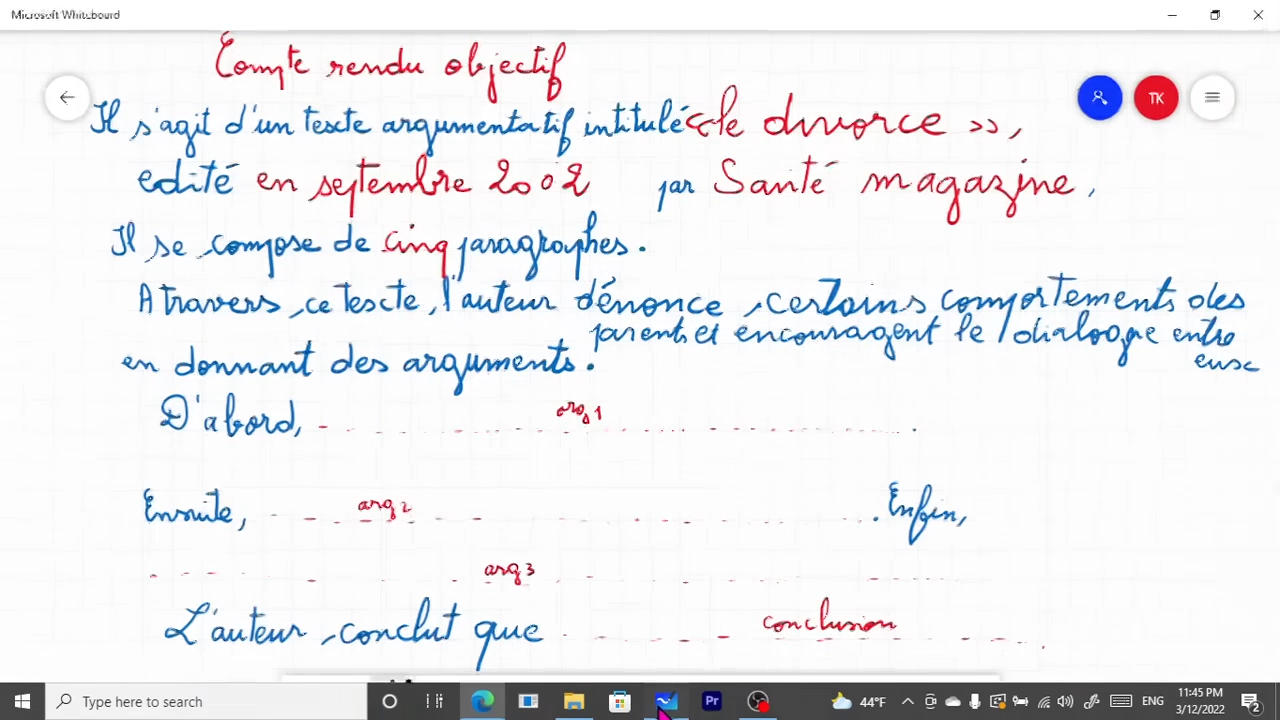 Microsoft Whiteboard
Compte rendu objectif
TK
Il s'agit d'un texte argumentatif intitulé <<le divorce >>,
edité en septembre 2002 par Santé magazine,
Il se compose de cinq paragraphes.
A travers, ce texte, l'auteur dénonce certains comportements des
parents et encouragent le dialogue entre
eux
en donnant des arguments.
D'abord, arg 1
Ensuite, arg 2 . Enfin,
arg 3
L'auteur conclut que conclusion
Type here to search
Pr
44°F
ENG
11:45 PM
3/12/2022
2